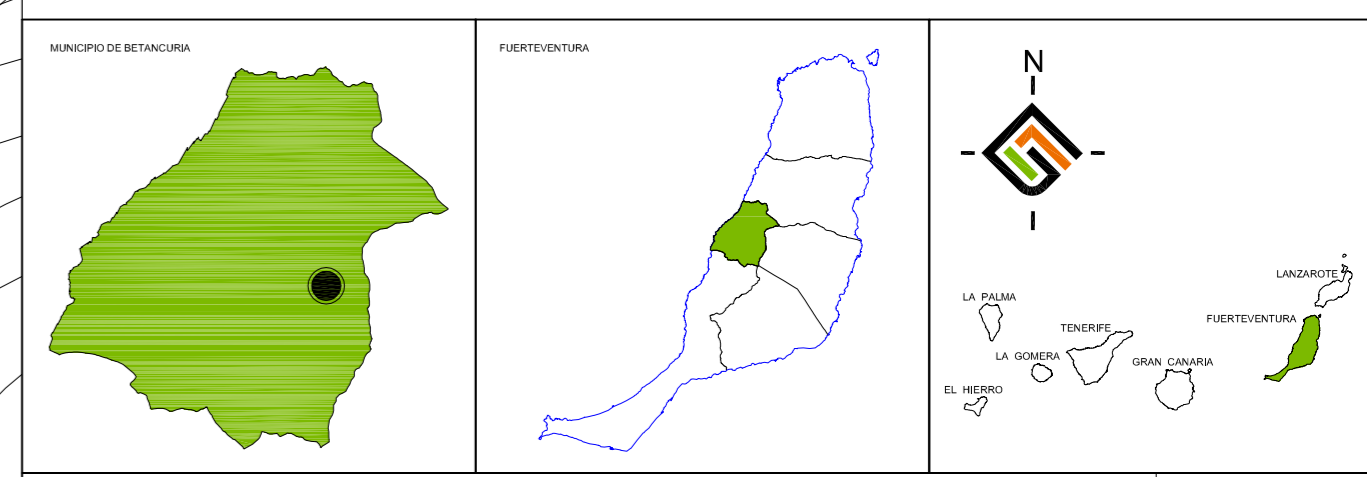 MUNICIPIO DE BETANCURIA
FUERTEVENTURA
N
LANZAROTE
LA PALMA
FUERTEVENTURA
TENERIFE
LA GOMERA
GRAN CANARIA
EL HIERRO